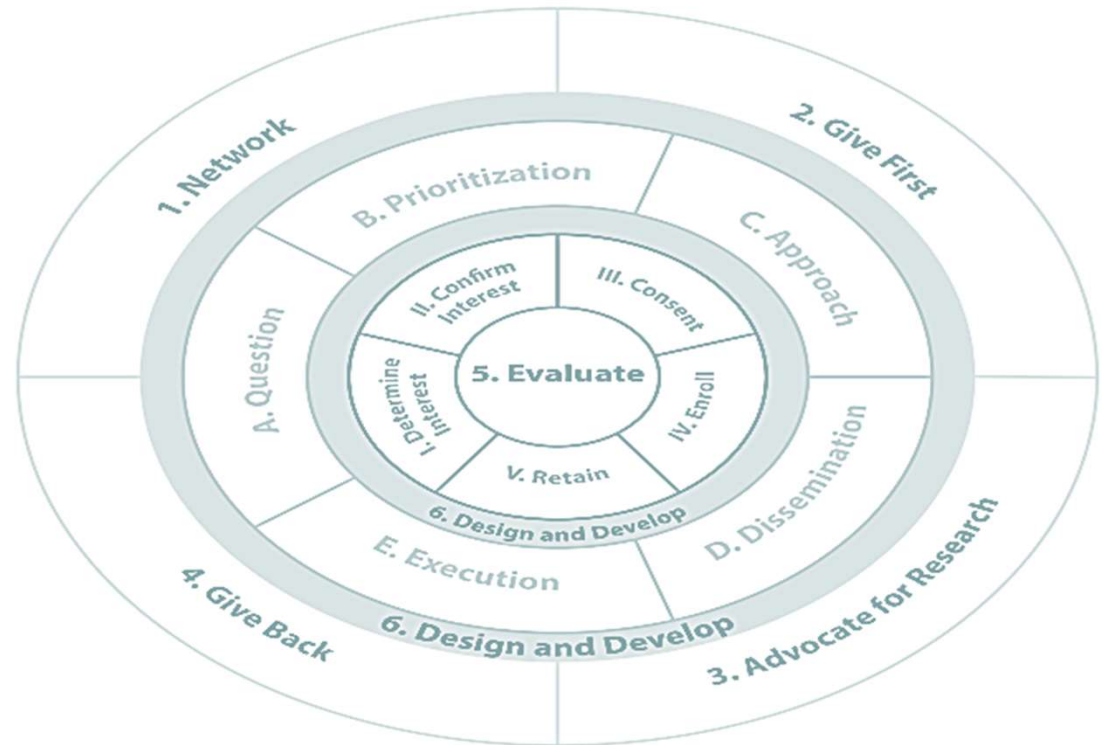 1. Network
2. Give First
B. Prioritization
C. Approach
II. Confirm
Interest
III. Consent
A. Question
I. Determine
Interest
5. Evaluate
IV. Enroll
V. Retain
6. Design and Develop
D. Dissemination
E. Execution
6. Design and Develop
4. Give Back
3. Advocate for Research